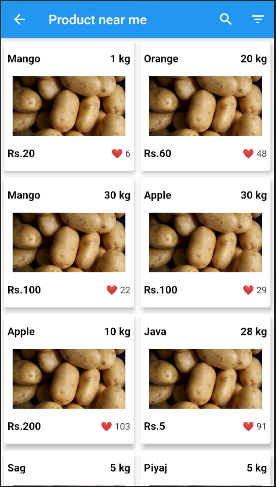 Product near me
Mango 1 kg
Orange 20 kg
Rs.20 6
Rs.60 48
Mango 30 kg
Apple 30 kg
Rs.100 22
Rs.100 29
Apple 10 kg
Java 28 kg
Rs.200 103
Rs.5 91
Sag 5 kg
Piyaj 5 kg